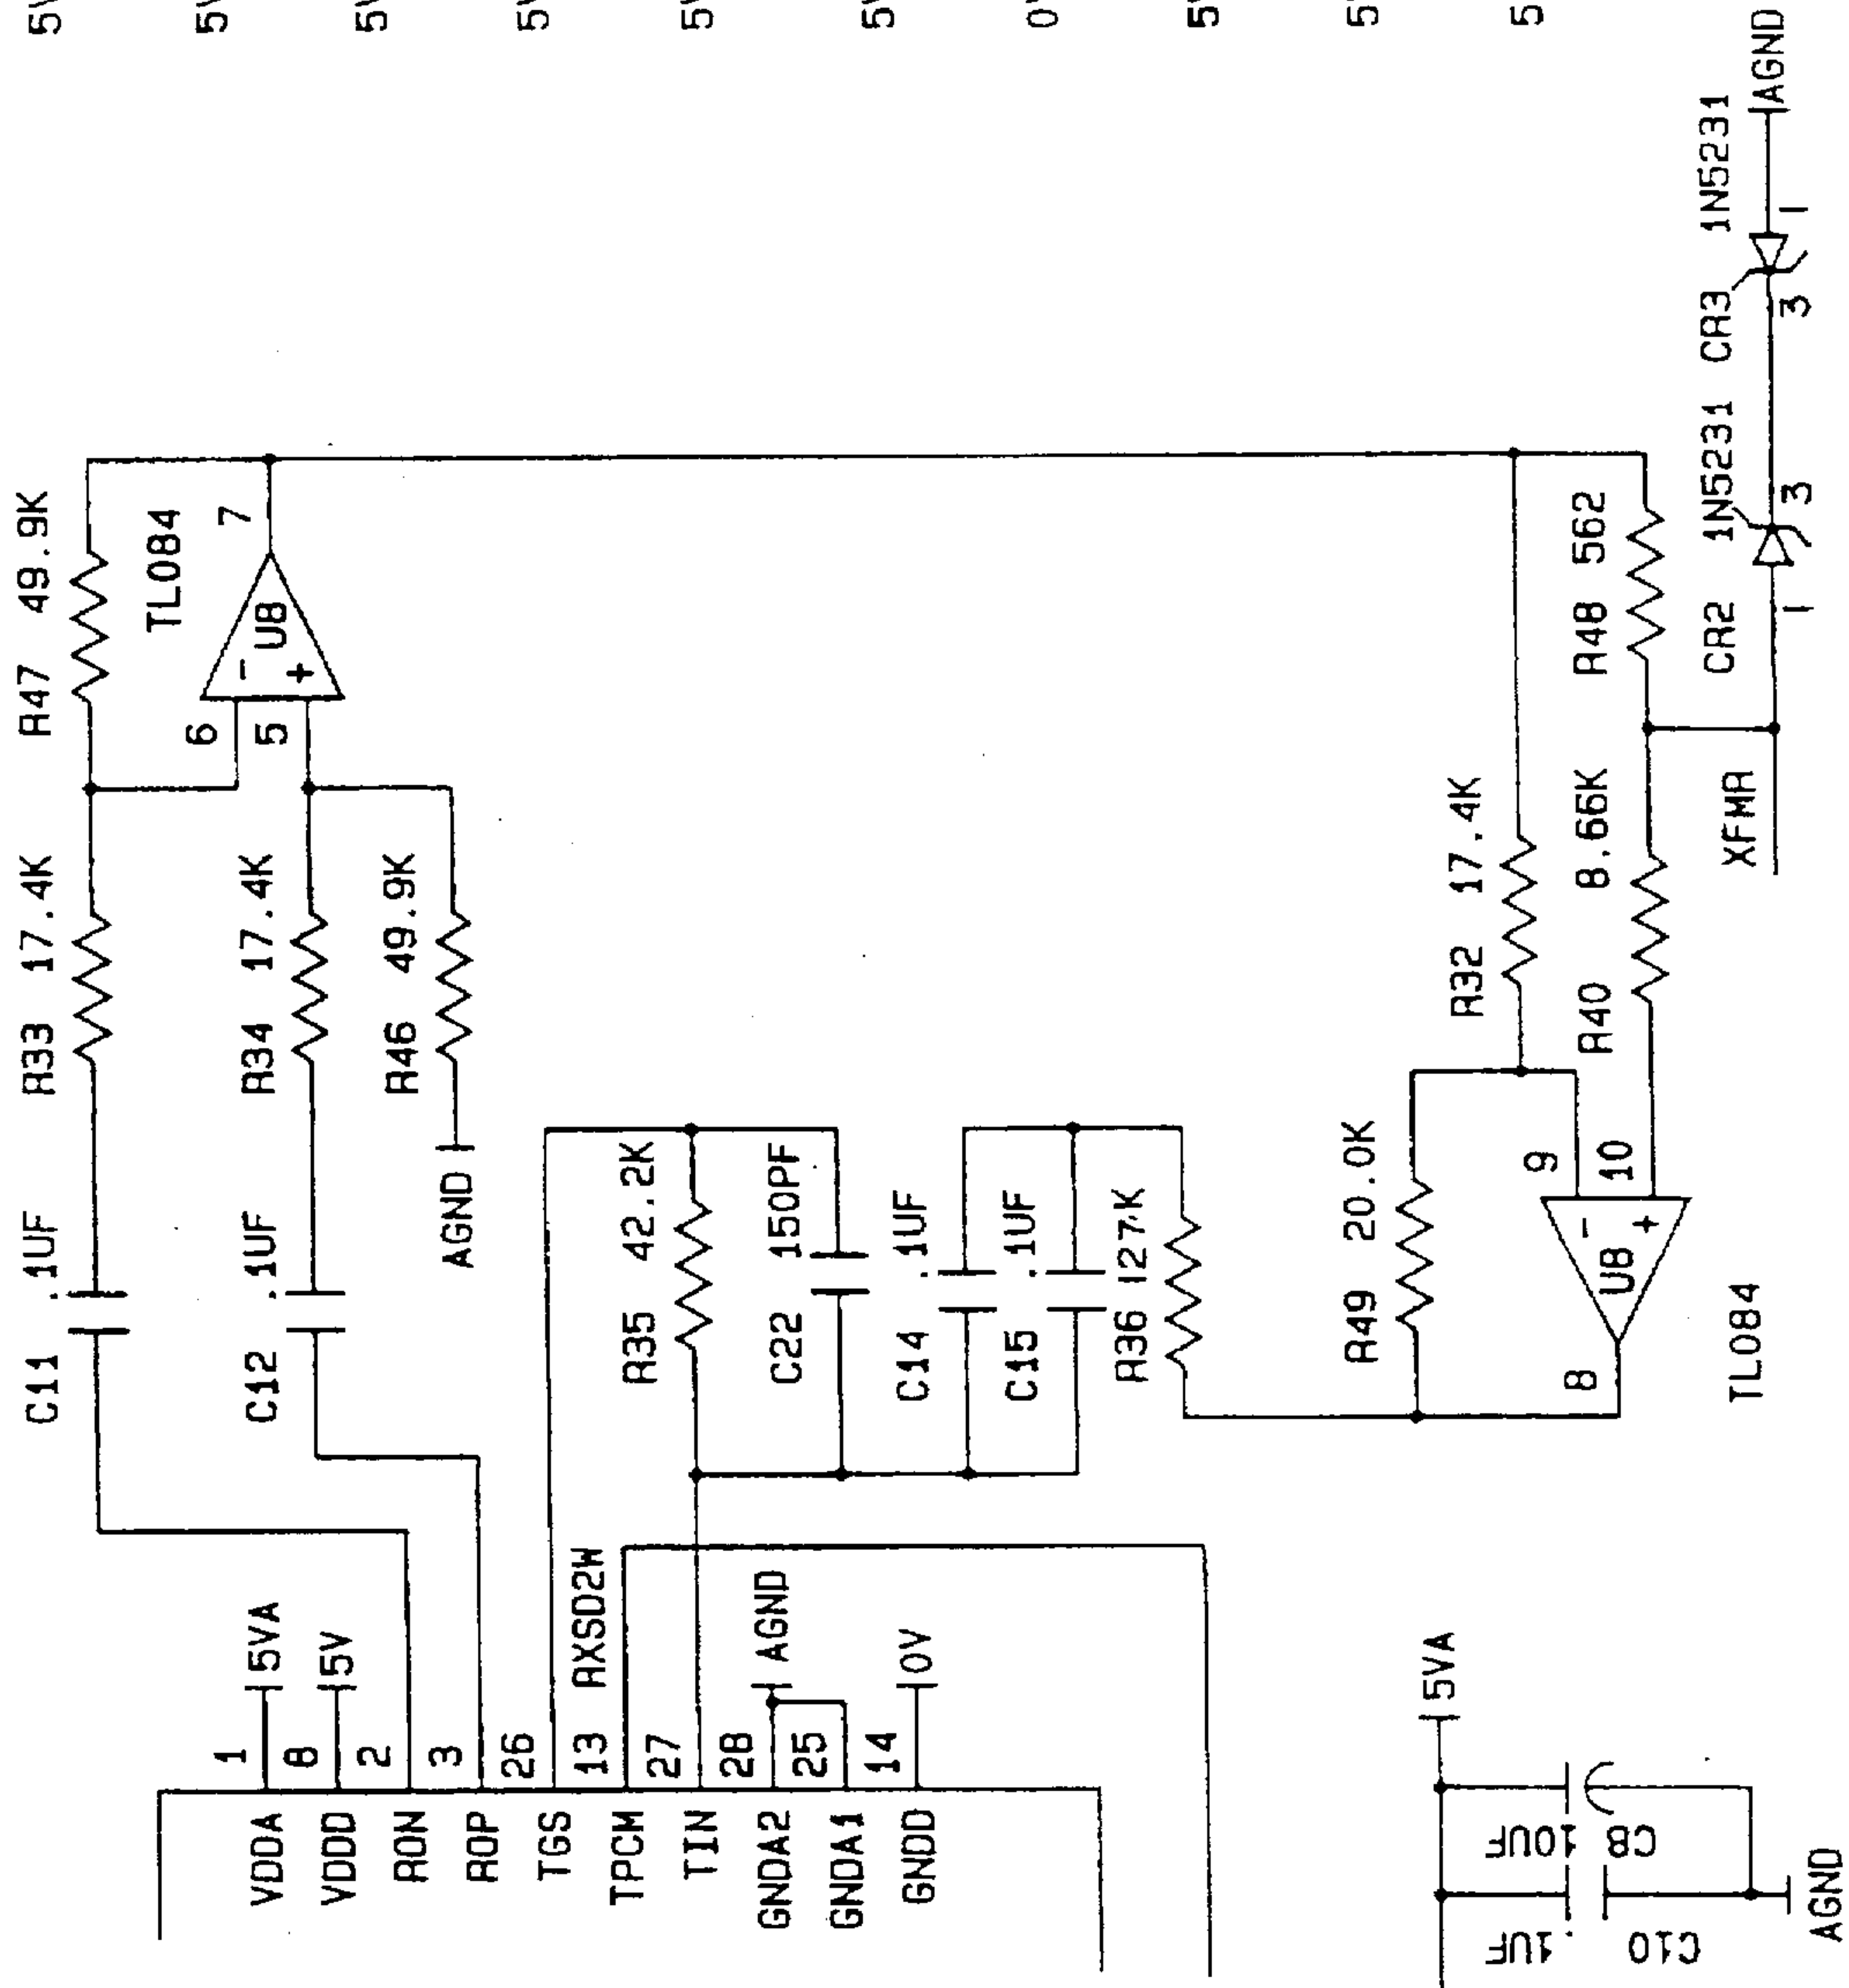 5V
5V
5V
5V
5V
5V
0V
5V
5V
5
VDDA 1 5VA
VDDD 8 5V
RON 2
ROP 3
TGS 26
TPCM 13 RXSD2W
TIN 27
GNDA2 28 AGND
GNDA1 25
GNDD 14 0V
C11 .1UF
R33 17.4K
R47 49.9K
C12 .1UF
R34 17.4K
AGND
R46 49.9K
6
5
-
+
U8
7
TL084
R35 42.2K
C22 150PF
C14 .1UF
C15 .1UF
R36 127K
R49 20.0K
9
10
-
+
U8
8
TL084
R32 17.4K
R40 8.66K
R48 562
XFMR
CR2 1N5231
1 3
CR3 1N5231
3 1
AGND
5VA
10UF
C8
.1UF
C10
AGND